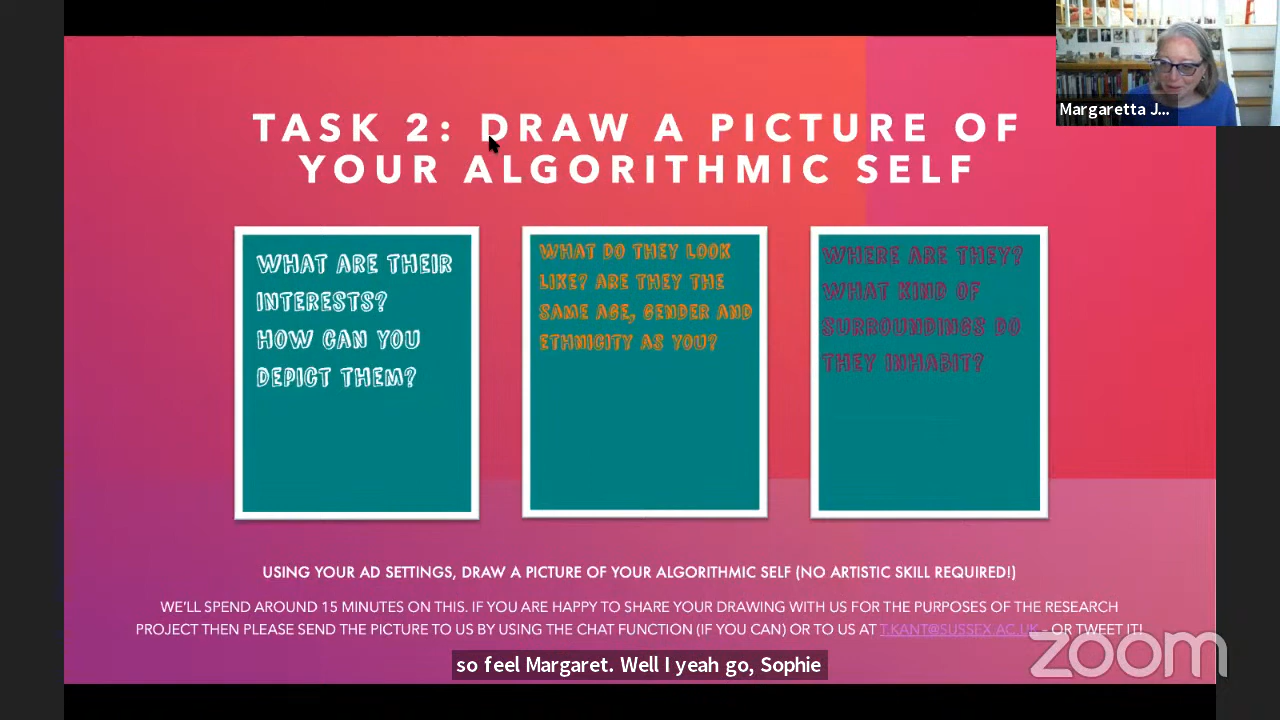 TASK 2: DRAW A PICTURE OF
YOUR ALGORITHMIC SELF
Margaretta J...
WHAT ARE THEIR
INTERESTS?
HOW CAN YOU
DEPICT THEM?
WHAT DO THEY LOOK
LIKE? ARE THEY THE
SAME AGE, GENDER AND
ETHNICITY AS YOU?
WHERE ARE THEY?
WHAT KIND OF
SURROUNDINGS DO
THEY INHABIT?
USING YOUR AD SETTINGS, DRAW A PICTURE OF YOUR ALGORITHMIC SELF (NO ARTISTIC SKILL REQUIRED!)
WE'LL SPEND AROUND 15 MINUTES ON THIS. IF YOU ARE HAPPY TO SHARE YOUR DRAWING WITH US FOR THE PURPOSES OF THE RESEARCH
PROJECT THEN PLEASE SEND THE PICTURE TO US BY USING THE CHAT FUNCTION (IF YOU CAN) OR TO US AT T.KANT@SUSSEX.AC.UK - OR TWEET IT!
so feel Margaret. Well I yeah go, Sophie
zoom